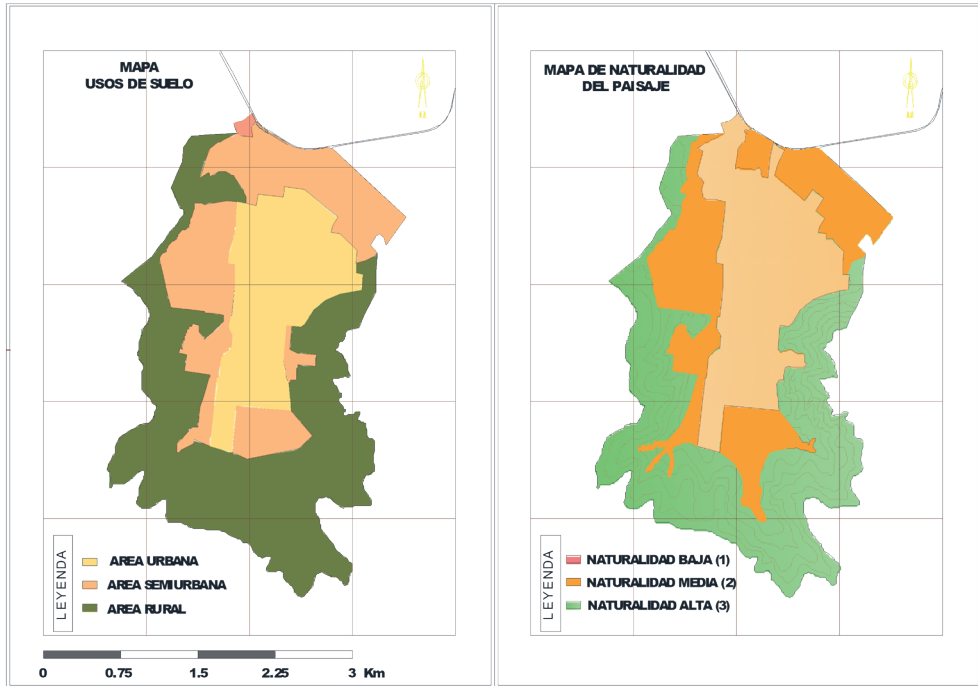 MAPA
USOS DE SUELO
LEYENDA
AREA URBANA
AREA SEMIURBANA
AREA RURAL
0 0.75 1.5 2.25 3 Km
MAPA DE NATURALIDAD
DEL PAISAJE
LEYENDA
NATURALIDAD BAJA (1)
NATURALIDAD MEDIA (2)
NATURALIDAD ALTA (3)